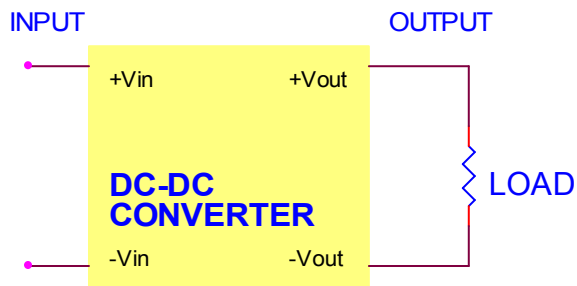 INPUT
OUTPUT
+Vin
+Vout
DC-DC
CONVERTER
LOAD
-Vin
-Vout